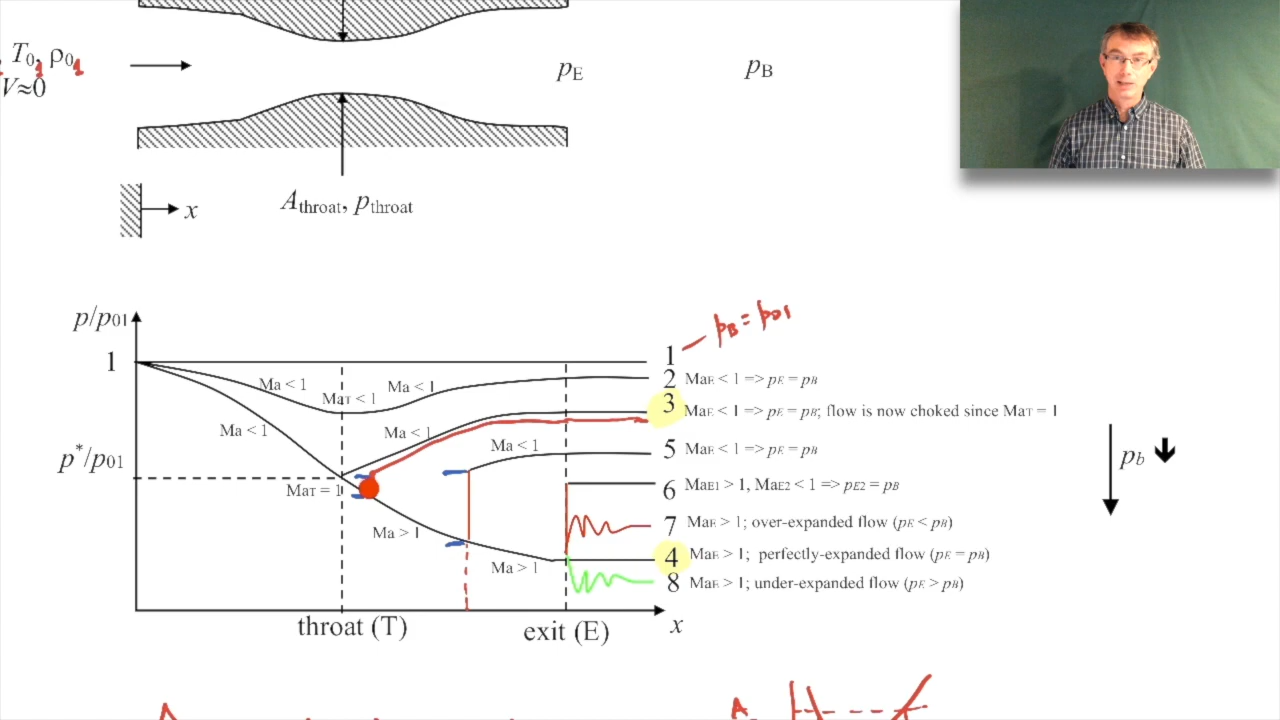 , T0, ρ01
1
V≈0
pE
pB
Athroat, pthroat
x
p/p01
1
p*/p01
Ma < 1
MaT < 1
Ma < 1
Ma < 1
Ma < 1
Ma < 1
MaT = 1
Ma > 1
Ma > 1
1 pB = p01
2 MaE < 1 => pE = pB
3 MaE < 1 => pE = pB; flow is now choked since MaT = 1
5 MaE < 1 => pE = pB
6 MaE1 > 1, MaE2 < 1 => pE2 = pB
7 MaE > 1; over-expanded flow (pE < pB)
4 MaE > 1; perfectly-expanded flow (pE = pB)
8 MaE > 1; under-expanded flow (pE > pB)
pb
throat (T)
exit (E)
x
A